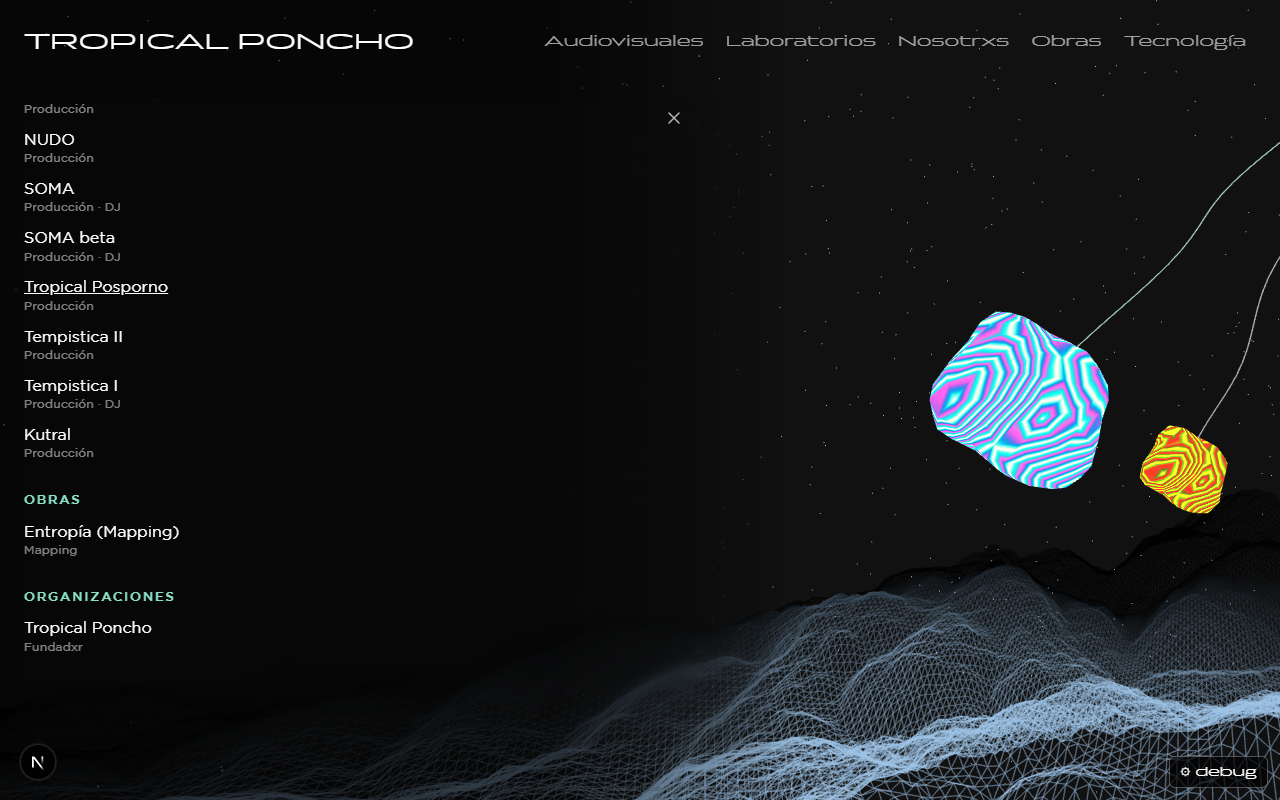 TROPICAL PONCHO
Audiovisuales Laboratorios Nosotrxs Obras Tecnología
Producción
NUDO
Producción
SOMA
Producción · DJ
SOMA beta
Producción · DJ
Tropical Posporno
Producción
Tempistica II
Producción
Tempistica I
Producción · DJ
Kutral
Producción
OBRAS
Entropía (Mapping)
Mapping
ORGANIZACIONES
Tropical Poncho
Fundadxr
N
debug